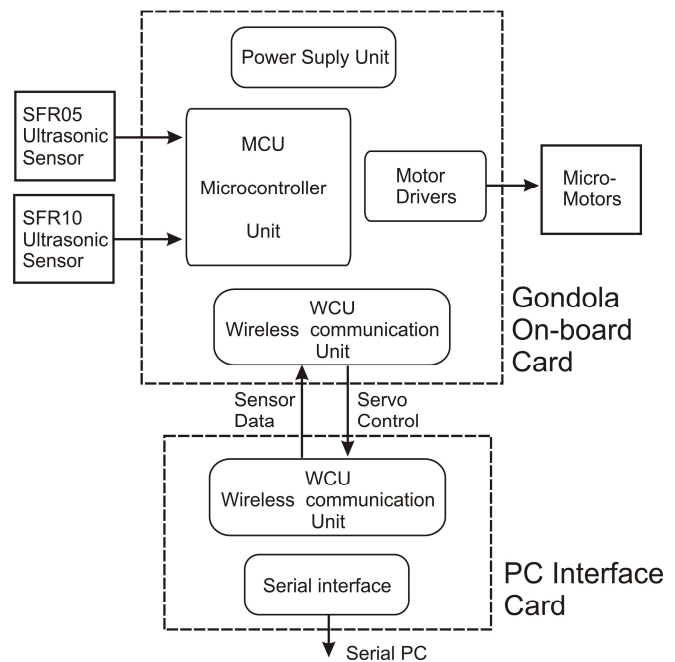 Power Suply Unit
SFR05
Ultrasonic
Sensor
MCU
Microcontroller
Unit
Motor
Drivers
Micro-
Motors
SFR10
Ultrasonic
Sensor
WCU
Wireless communication
Unit
Gondola
On-board
Card
Sensor
Data
Servo
Control
WCU
Wireless communication
Unit
Serial interface
PC Interface
Card
Serial PC